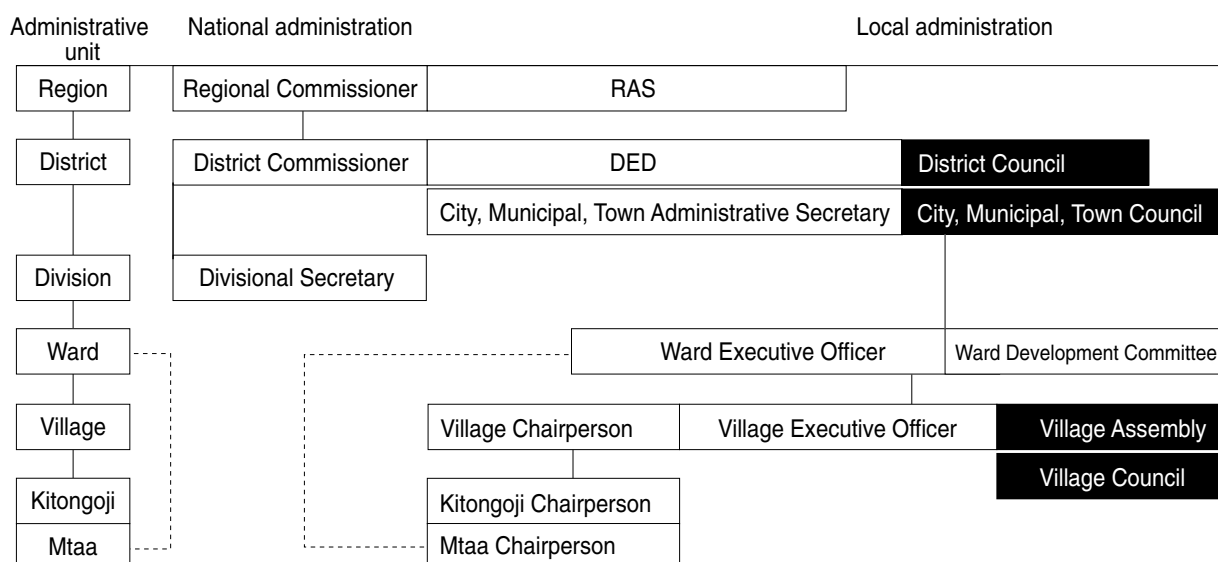 Administrative unit National administration Local administration
Region Regional Commissioner RAS
District District Commissioner DED District Council
City, Municipal, Town Administrative Secretary City, Municipal, Town Council
Division Divisional Secretary
Ward Ward Executive Officer Ward Development Committee
Village Village Chairperson Village Executive Officer Village Assembly
Village Council
Kitongoji Kitongoji Chairperson
Mtaa Mtaa Chairperson